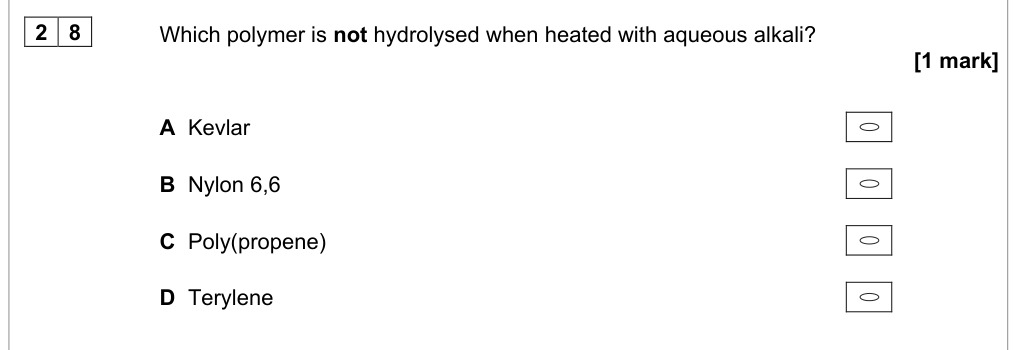 2 8 Which polymer is not hydrolysed when heated with aqueous alkali?
[1 mark]
A Kevlar
B Nylon 6,6
C Poly(propene)
D Terylene